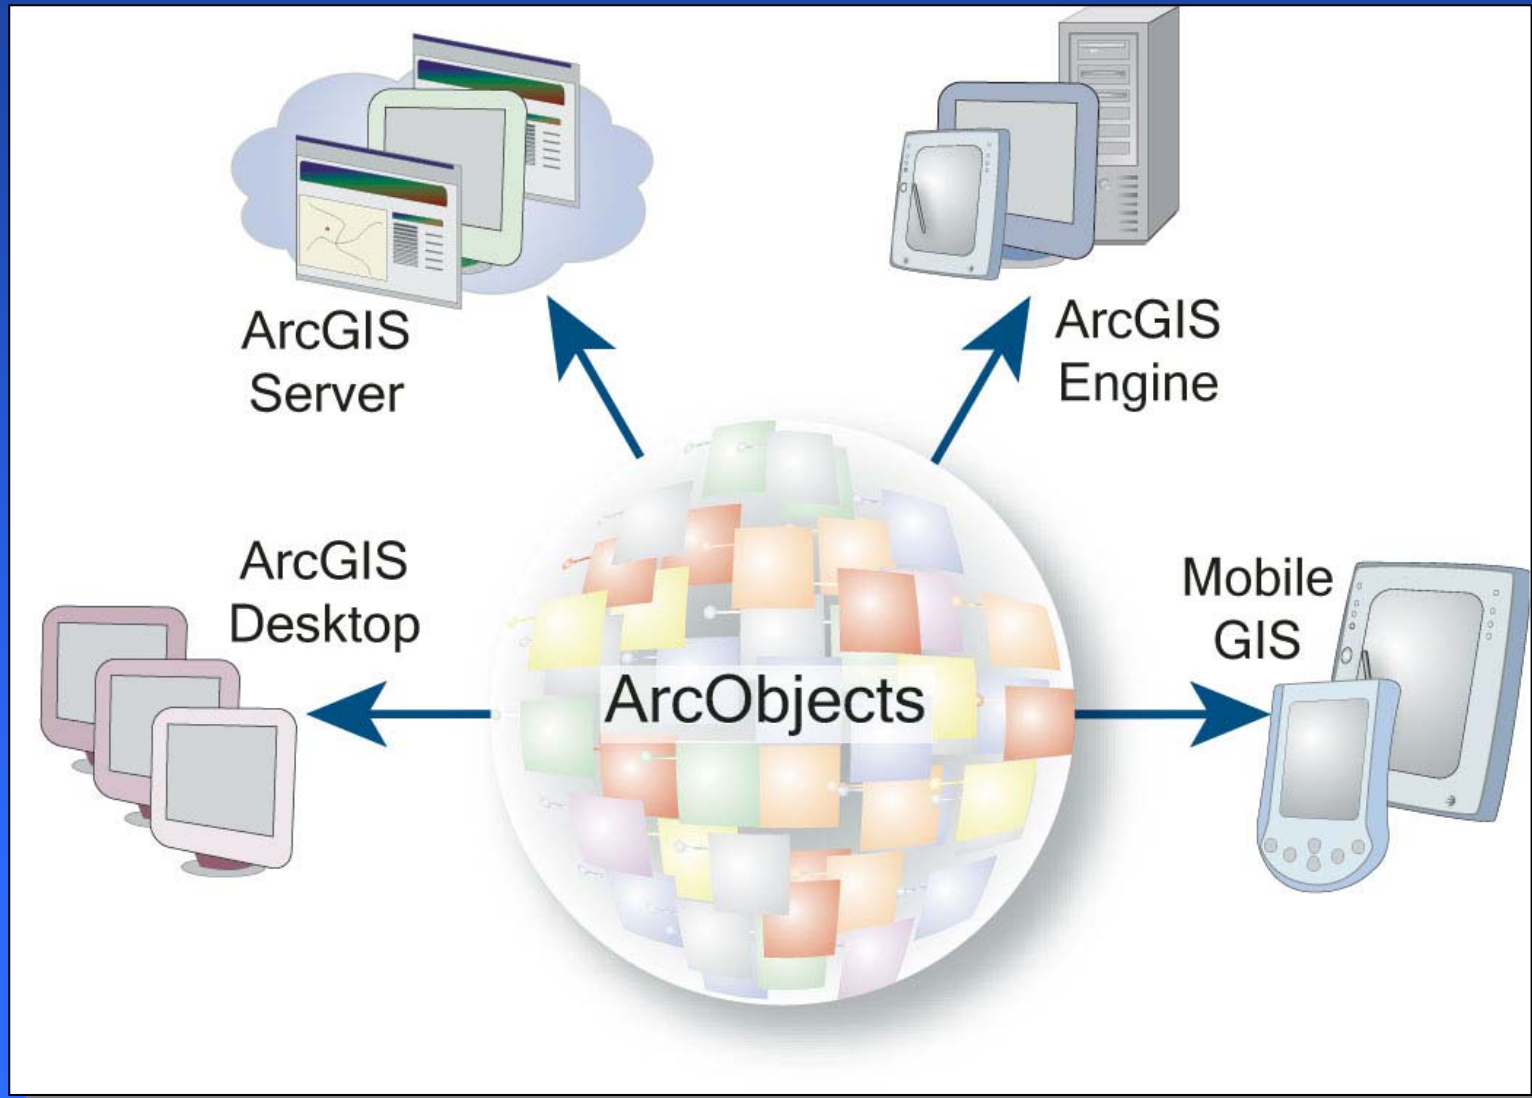 ArcGIS
Server
ArcGIS
Engine
ArcGIS
Desktop
Mobile
GIS
ArcObjects